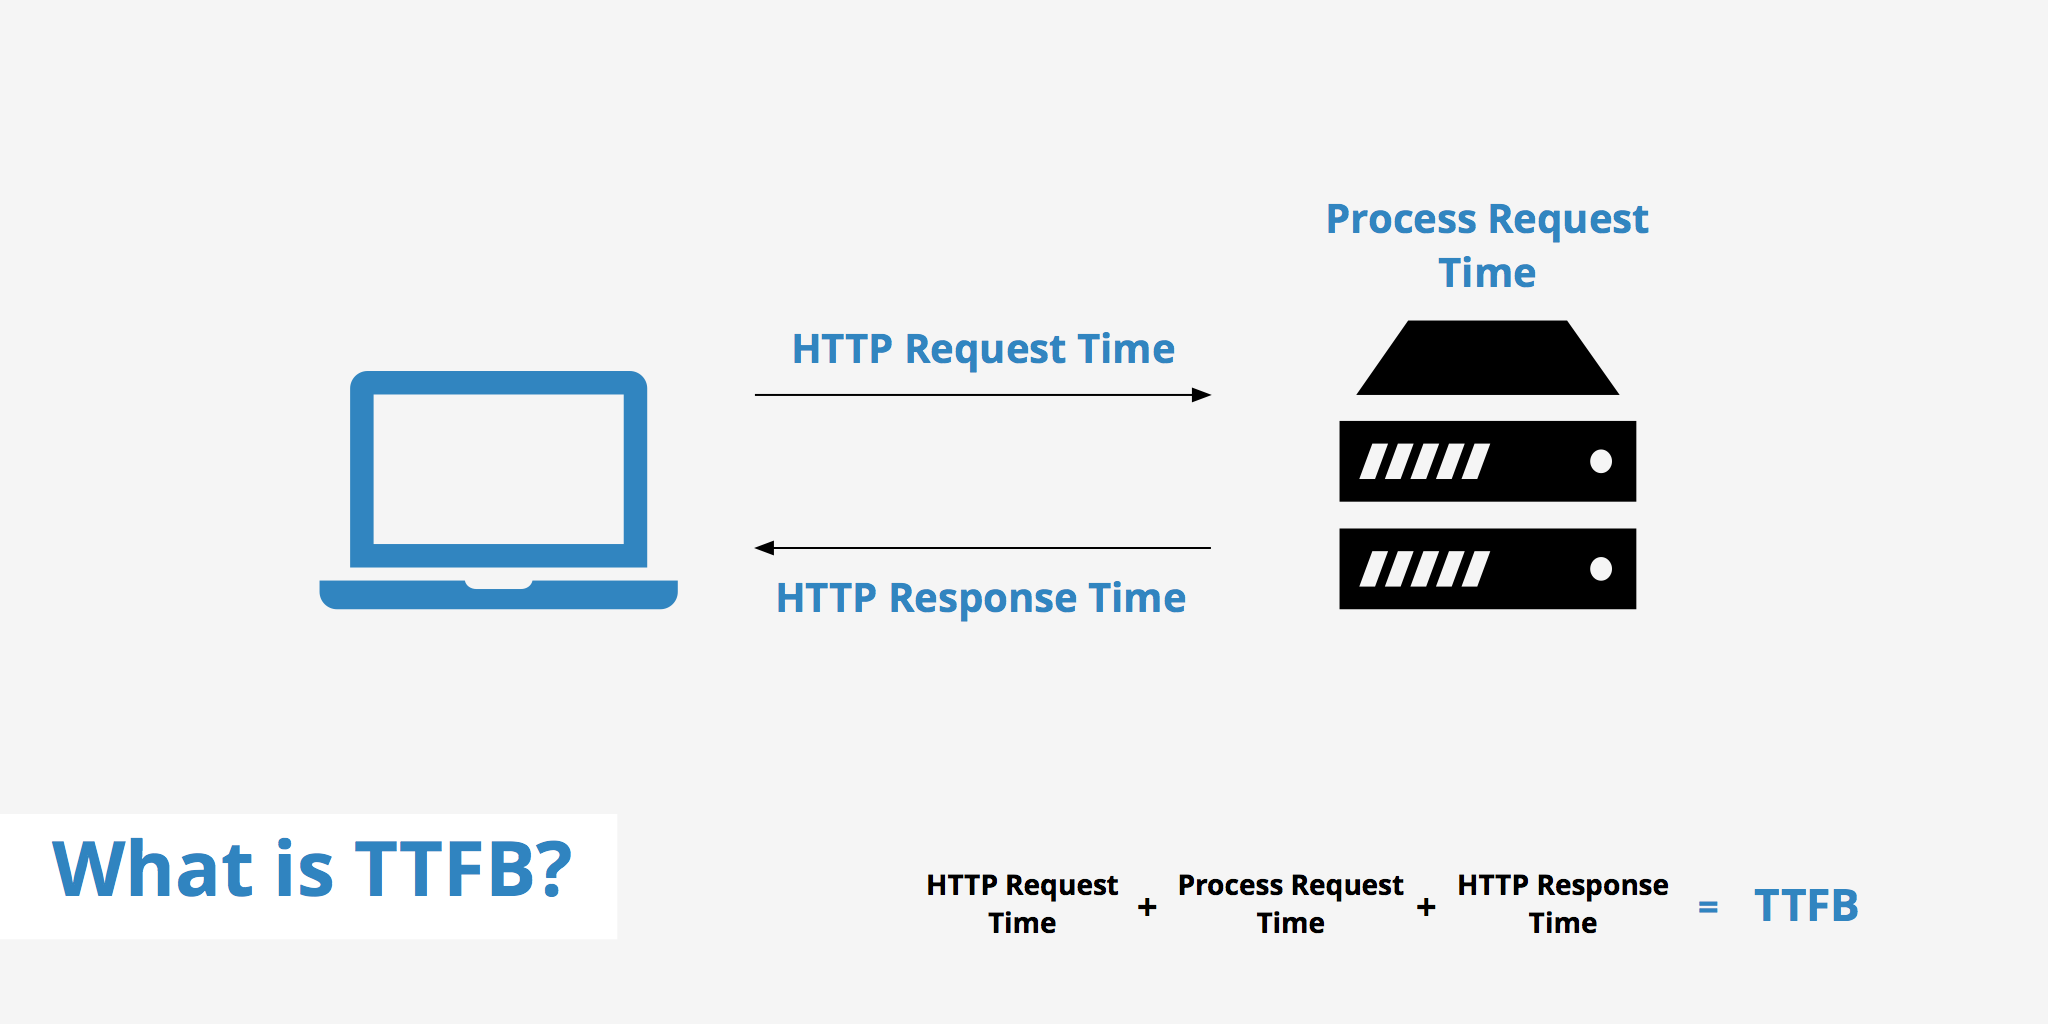 Process Request
Time
HTTP Request Time
HTTP Response Time
What is TTFB?
HTTP Request
Time
+
Process Request
Time
+
HTTP Response
Time
=
TTFB